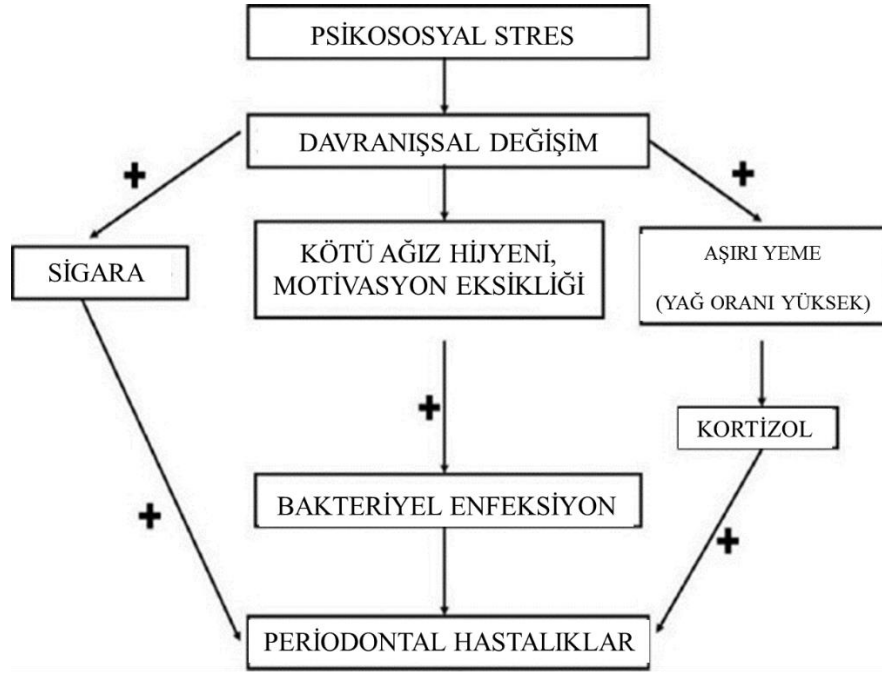 PSİKOSOSYAL STRES
DAVRANIŞSAL DEĞİŞİM
+
+
SİGARA
KÖTÜ AĞIZ HİJYENİ,
MOTİVASYON EKSİKLİĞİ
AŞIRI YEME
(YAĞ ORANI YÜKSEK)
+
KORTİZOL
BAKTERİYEL ENFEKSİYON
+
+
PERİODONTAL HASTALIKLAR